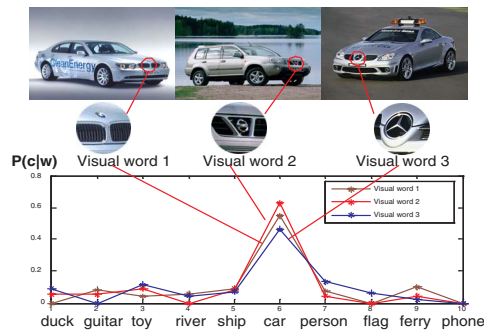 CleanEnergy
Visual word 1 Visual word 2 Visual word 3
P(c|w)
0.8
0.6
0.4
0.2
0
Visual word 1
Visual word 2
Visual word 3
1 2 3 4 5 6 7 8 9 10
duck guitar toy river ship car person flag ferry phone